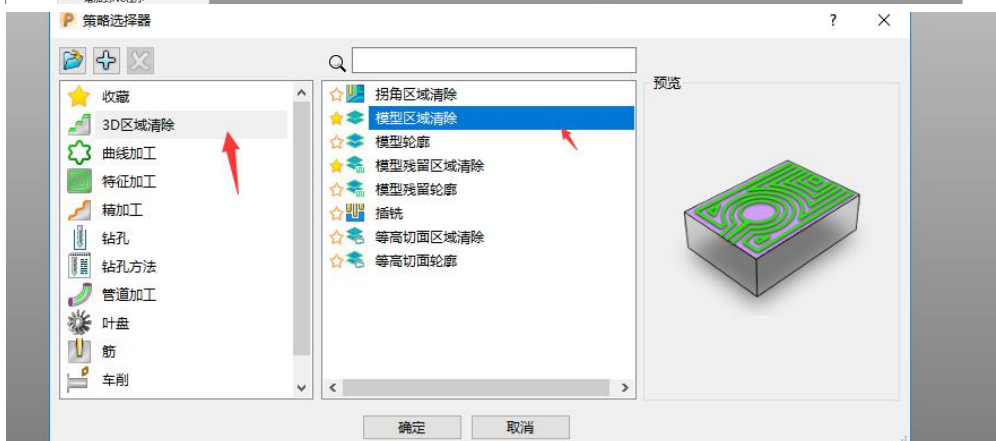 策略选择器
收藏
3D区域清除
曲线加工
特征加工
精加工
钻孔
钻孔方法
管道加工
叶盘
筋
车削
拐角区域清除
模型区域清除
模型轮廓
模型残留区域清除
模型残留轮廓
插铣
等高切面区域清除
等高切面轮廓
预览
确定
取消